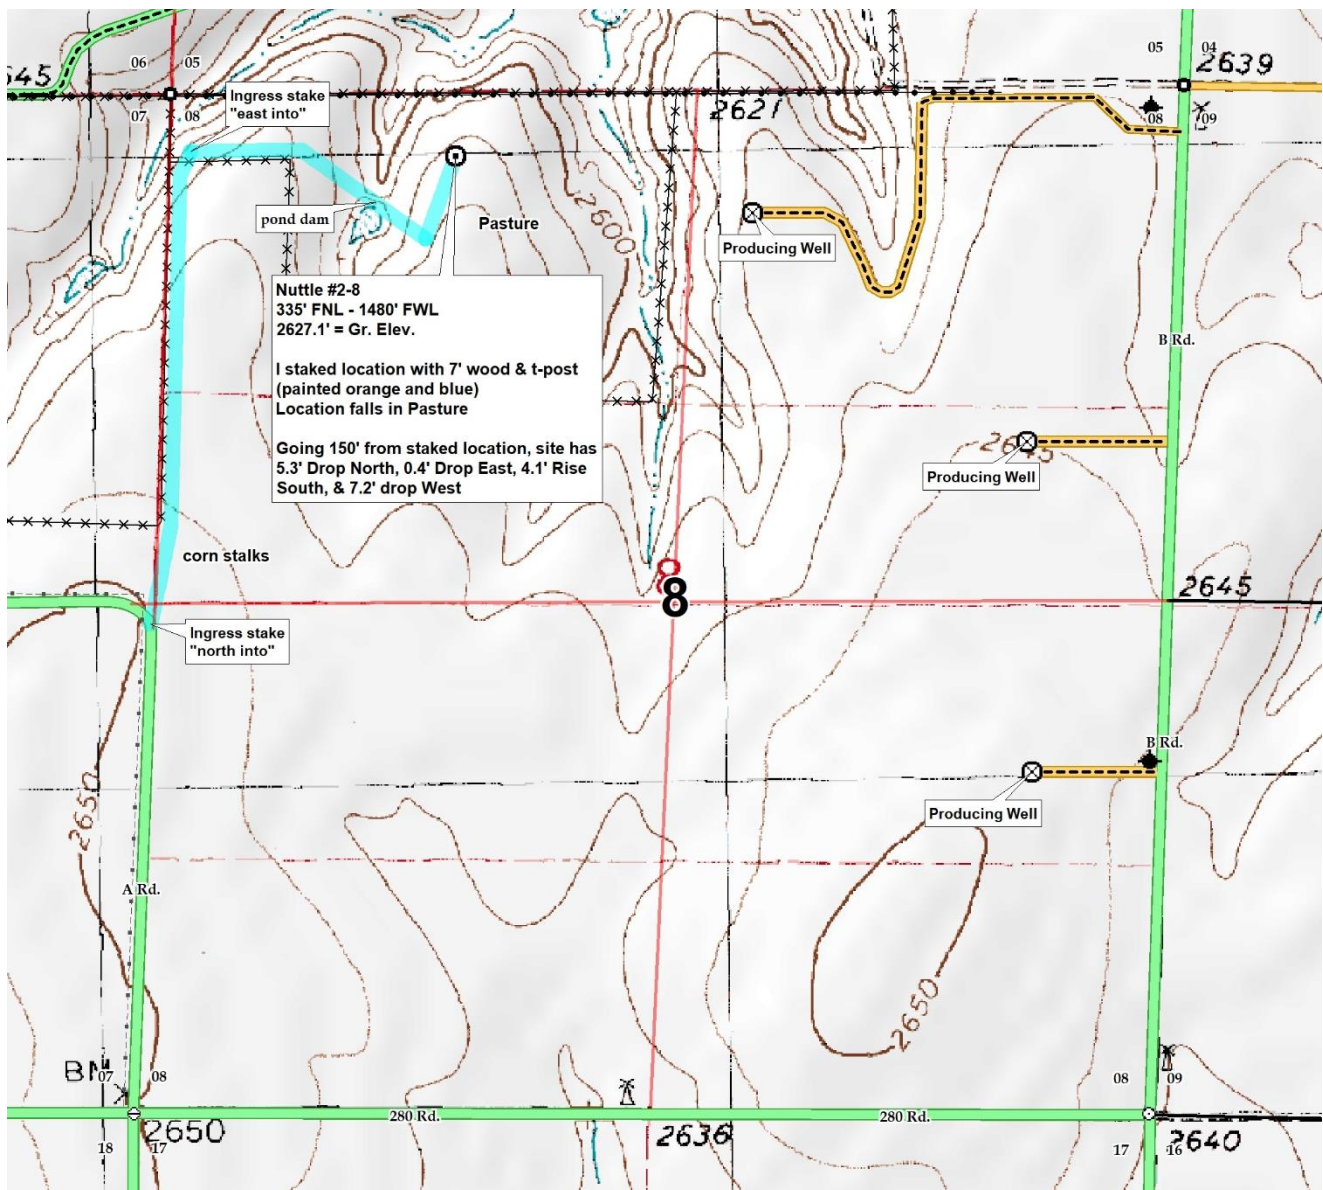 06
05
05
04
2639
645
Ingress stake
"east into"
07
08
2621
08
09
pond dam
Pasture
2600
Producing Well
Nuttle #2-8
335' FNL - 1480' FWL
2627.1' = Gr. Elev.
I staked location with 7' wood & t-post
(painted orange and blue)
Location falls in Pasture
Going 150' from staked location, site has
5.3' Drop North, 0.4' Drop East, 4.1' Rise
South, & 7.2' drop West
B Rd.
2645
Producing Well
corn stalks
8
2645
Ingress stake
"north into"
B Rd.
2650
Producing Well
A Rd.
2650
BM
07
08
08
09
280 Rd.
280 Rd.
2650
2636
2640
18
17
17
16